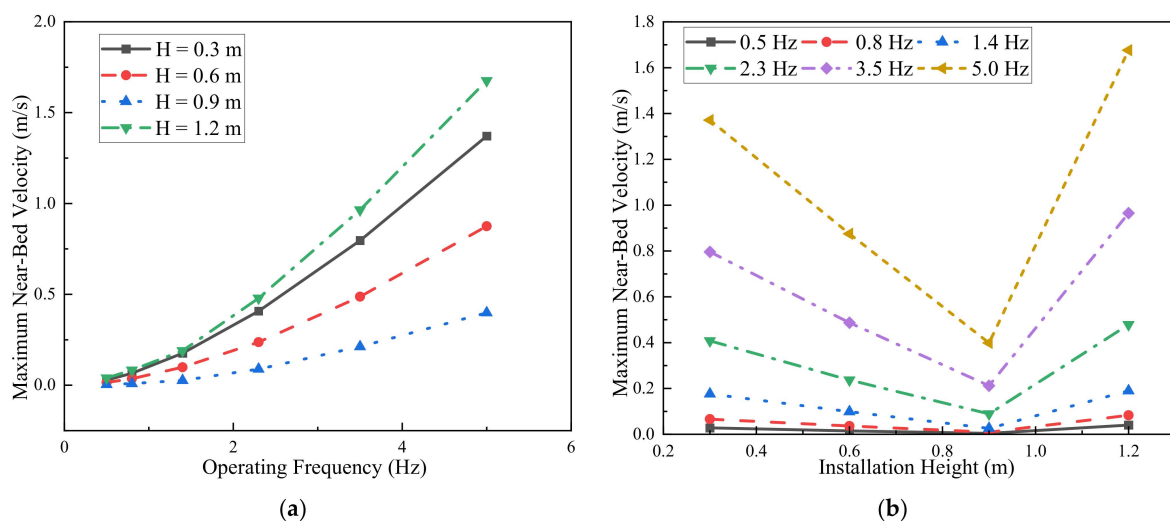 2.0
1.5
1.0
0.5
0.0
Maximum Near-Bed Velocity (m/s)
H = 0.3 m
H = 0.6 m
H = 0.9 m
H = 1.2 m
0 2 4 6
Operating Frequency (Hz)
(a)
1.8
1.6
1.4
1.2
1.0
0.8
0.6
0.4
0.2
0.0
Maximum Near-Bed Velocity (m/s)
0.5 Hz 0.8 Hz 1.4 Hz
2.3 Hz 3.5 Hz 5.0 Hz
0.2 0.4 0.6 0.8 1.0 1.2
Installation Height (m)
(b)